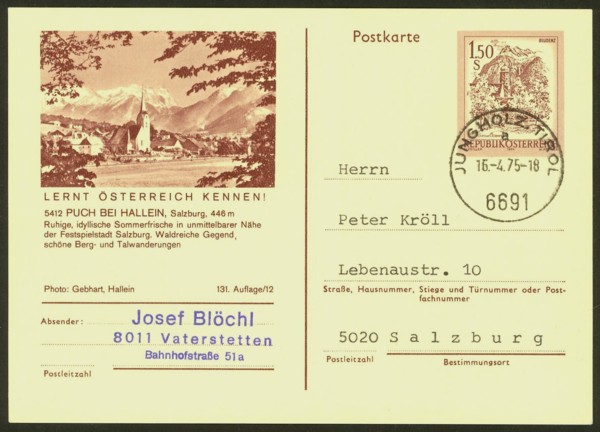 Postkarte
BLUDENZ
1,50
S
REPUBLIK ÖSTERREICH
JUNGHOLZ-TIROL
a
16.-4.75-18
6691
LERNT ÖSTERREICH KENNEN!
5412 PUCH BEI HALLEIN, Salzburg, 446 m
Ruhige, idyllische Sommerfrische in unmittelbarer Nähe
der Festspielstadt Salzburg. Waldreiche Gegend,
schöne Berg- und Talwanderungen
Photo: Gebhart, Hallein 131. Auflage/12
Absender:
Josef Blöchl
8011 Vaterstetten
Bahnhofstraße 51a
Postleitzahl
Herrn
Peter Kröll
Lebenaustr. 10
Straße, Hausnummer, Stiege und Türnummer oder Post-
fachnummer
5020 Salzburg
Postleitzahl Bestimmungsort